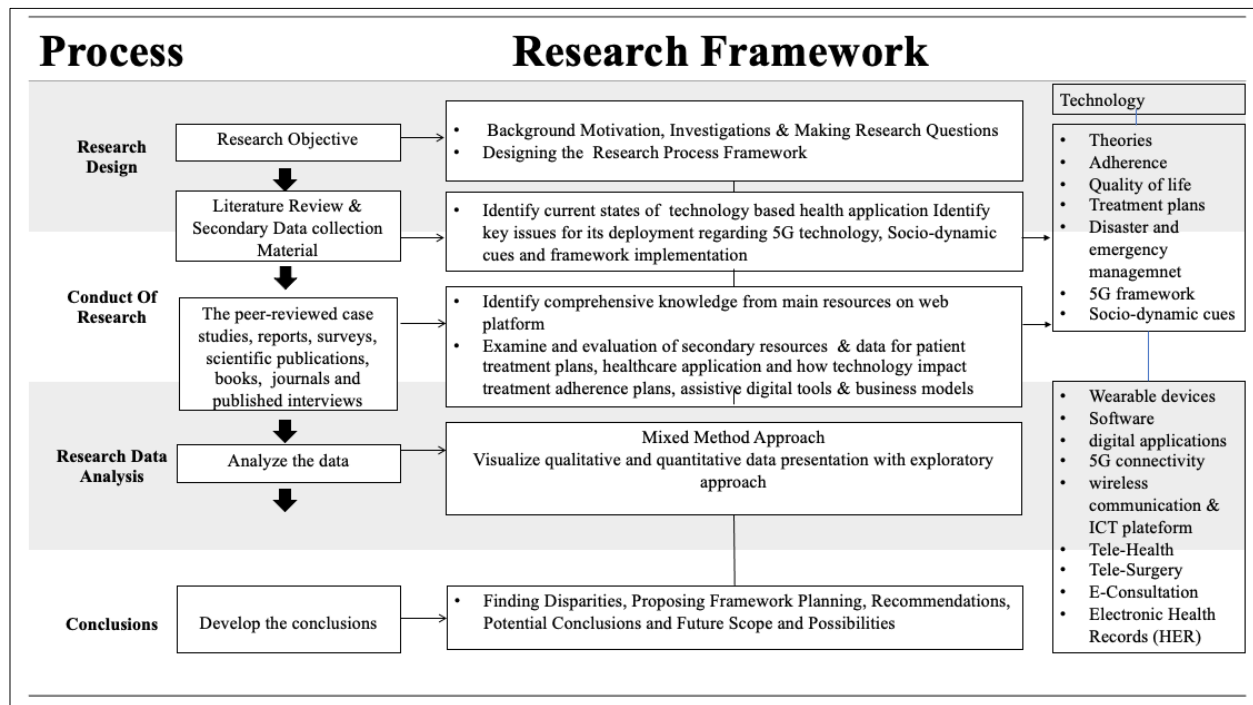 Process
Research Framework
Technology
Research
Design
Research Objective
• Background Motivation, Investigations & Making Research Questions
• Designing the Research Process Framework
• Theories
• Adherence
• Quality of life
• Treatment plans
• Disaster and
emergency
managemnet
• 5G framework
• Socio-dynamic cues
Literature Review &
Secondary Data collection
Material
• Identify current states of technology based health application Identify
key issues for its deployment regarding 5G technology, Socio-dynamic
cues and framework implementation
Conduct Of
Research
The peer-reviewed case
studies, reports, surveys,
scientific publications,
books, journals and
published interviews
• Identify comprehensive knowledge from main resources on web
platform
• Examine and evaluation of secondary resources & data for patient
treatment plans, healthcare application and how technology impact
treatment adherence plans, assistive digital tools & business models
• Wearable devices
• Software
• digital applications
• 5G connectivity
• wireless
communication &
ICT plateform
• Tele-Health
• Tele-Surgery
• E-Consultation
• Electronic Health
Records (HER)
Research Data
Analysis
Analyze the data
Mixed Method Approach
Visualize qualitative and quantitative data presentation with exploratory
approach
Conclusions
Develop the conclusions
• Finding Disparities, Proposing Framework Planning, Recommendations,
Potential Conclusions and Future Scope and Possibilities